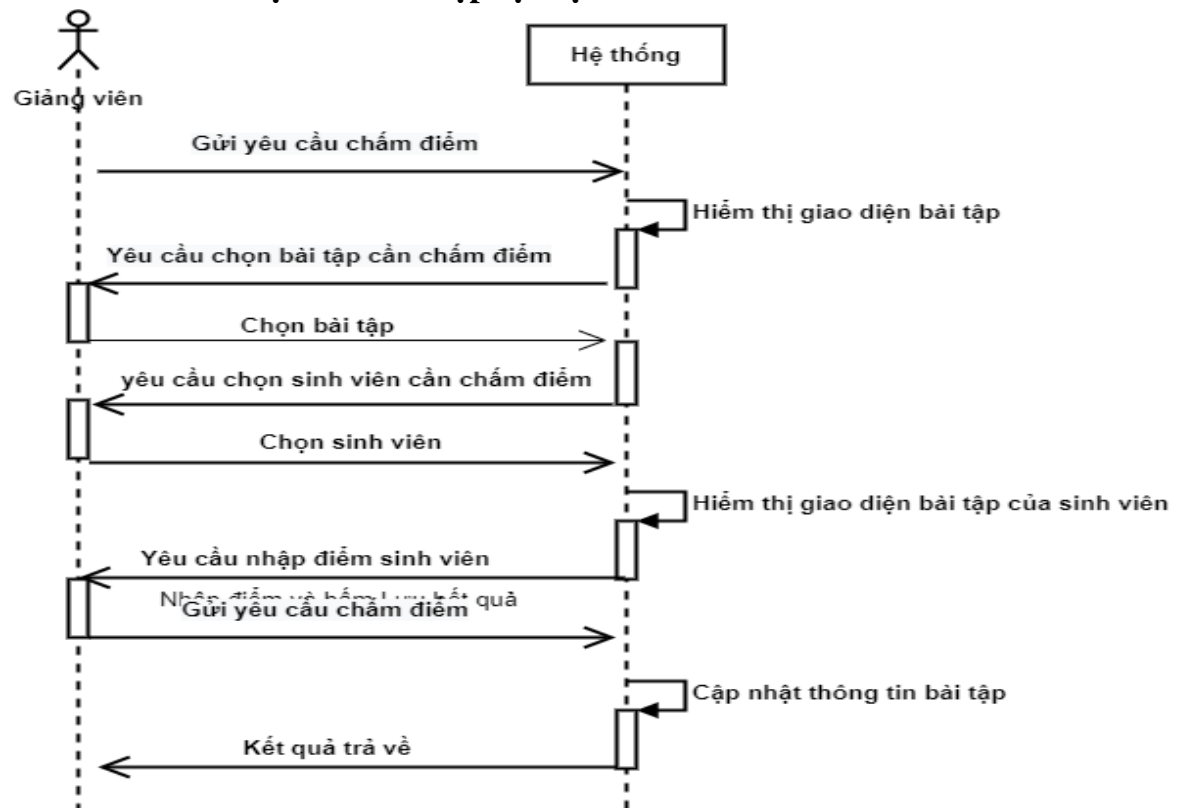 Hệ thống
Giảng viên
Gửi yêu cầu chấm điểm
Hiểm thị giao diện bài tập
Yêu cầu chọn bài tập cần chấm điểm
Chọn bài tập
yêu cầu chọn sinh viên cần chấm điểm
Chọn sinh viên
Hiểm thị giao diện bài tập của sinh viên
Yêu cầu nhập điểm sinh viên
quả
Gửi yêu cầu chấm điểm
Cập nhật thông tin bài tập
Kết quả trả về